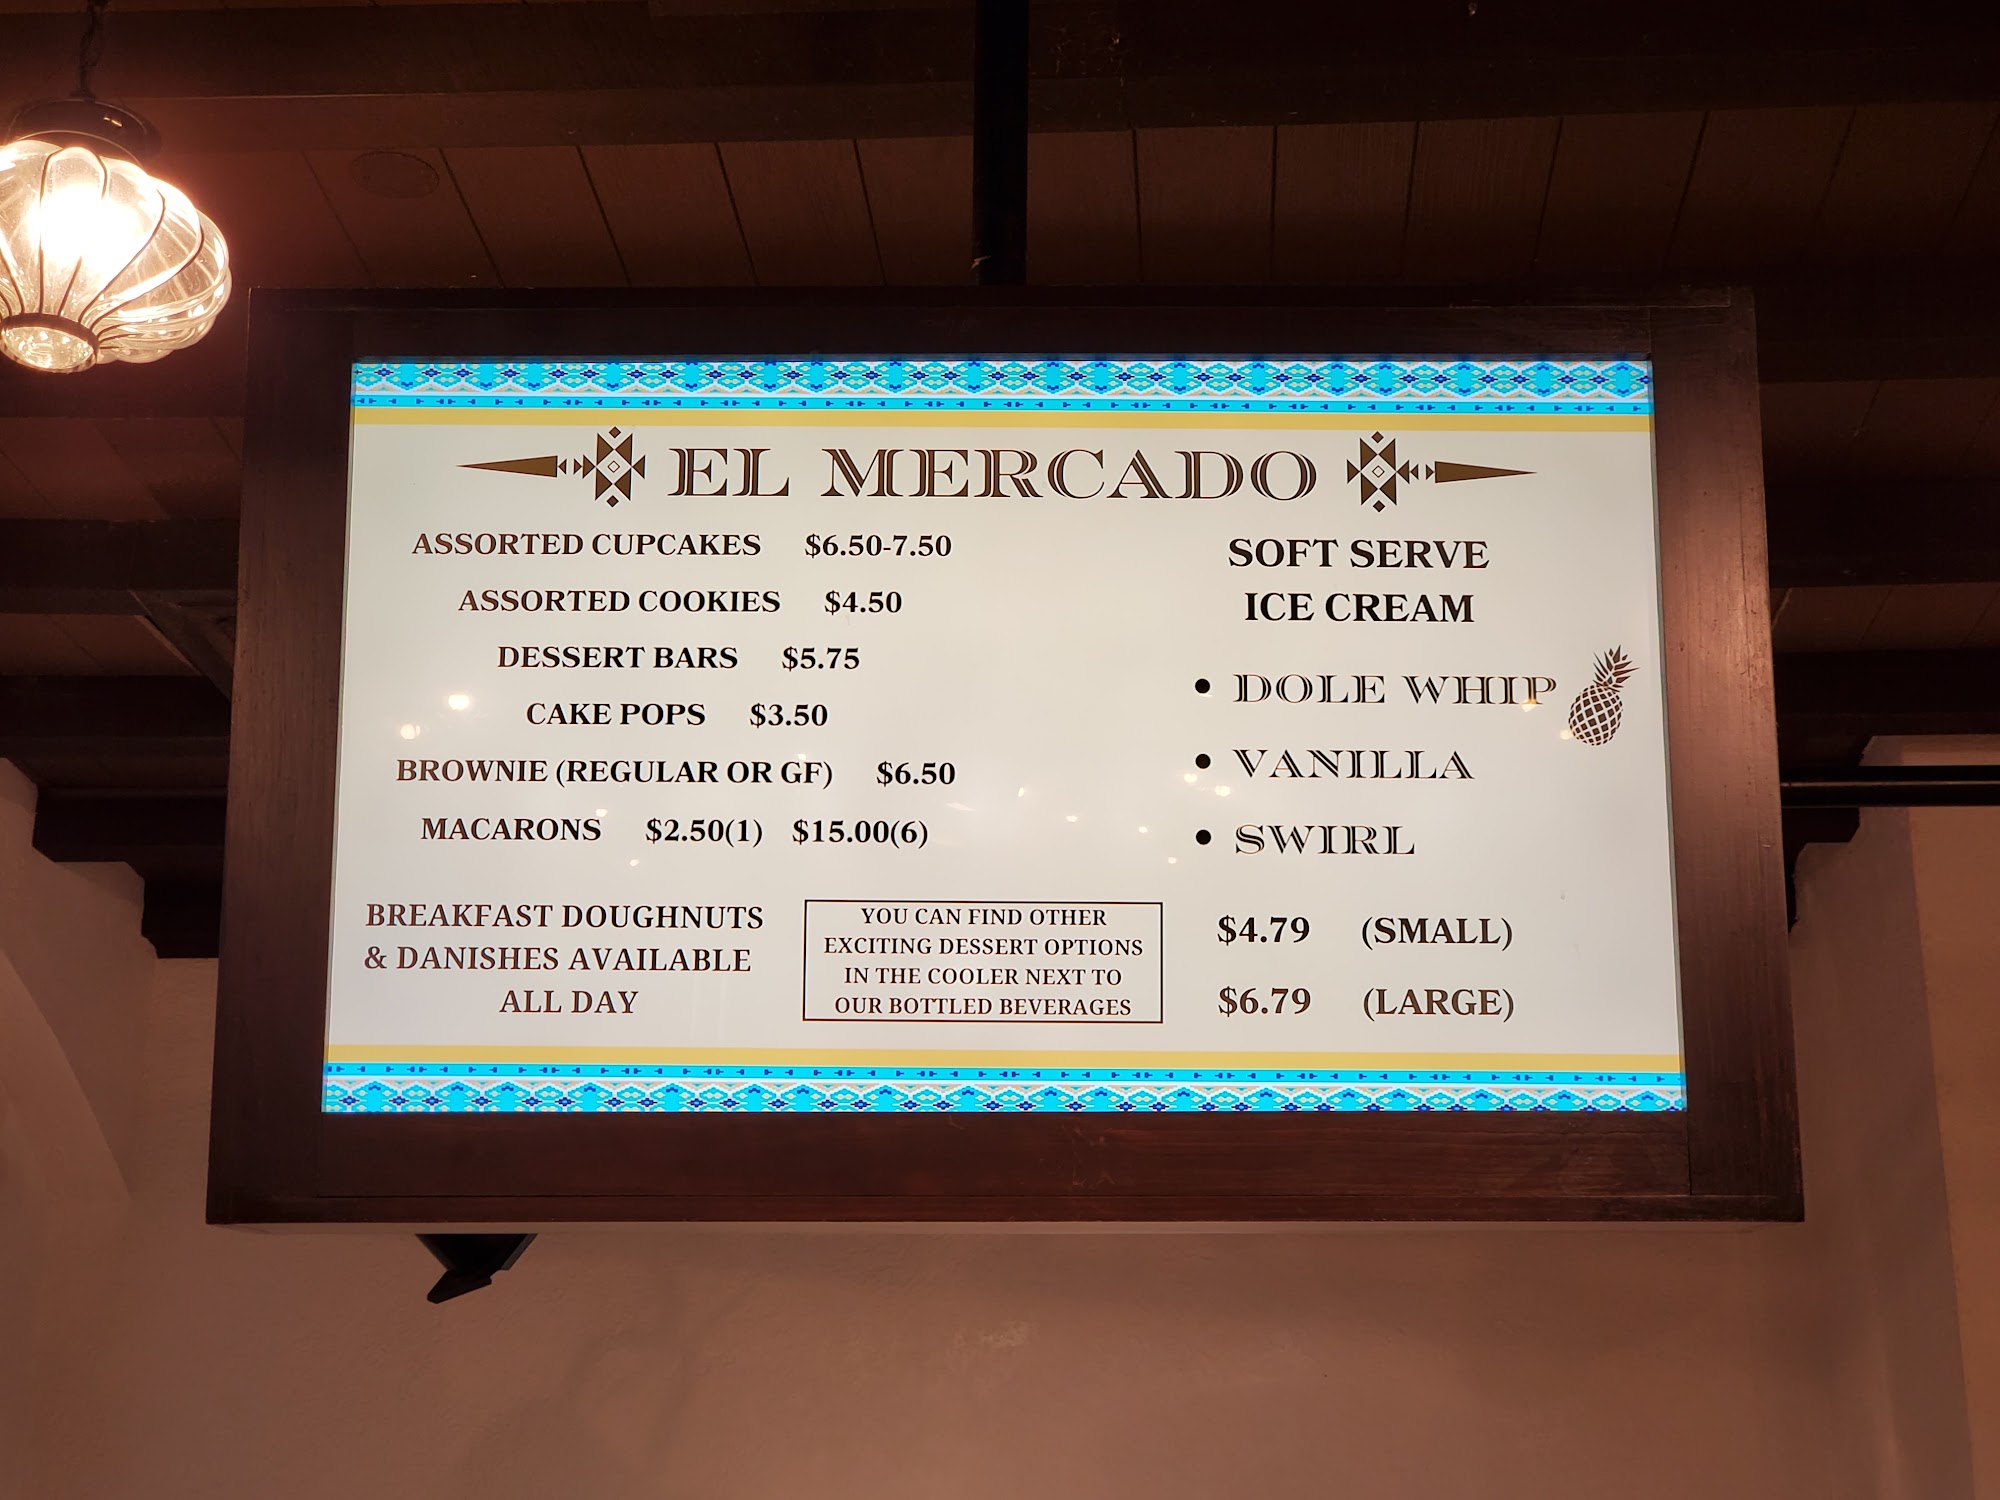 EL MERCADO
ASSORTED CUPCAKES $6.50-7.50
ASSORTED COOKIES $4.50
DESSERT BARS $5.75
CAKE POPS $3.50
BROWNIE (REGULAR OR GF) $6.50
MACARONS $2.50(1) $15.00(6)
BREAKFAST DOUGHNUTS
& DANISHES AVAILABLE
ALL DAY
YOU CAN FIND OTHER
EXCITING DESSERT OPTIONS
IN THE COOLER NEXT TO
OUR BOTTLED BEVERAGES
SOFT SERVE
ICE CREAM
• DOLE WHIP
• VANILLA
• SWIRL
$4.79 (SMALL)
$6.79 (LARGE)